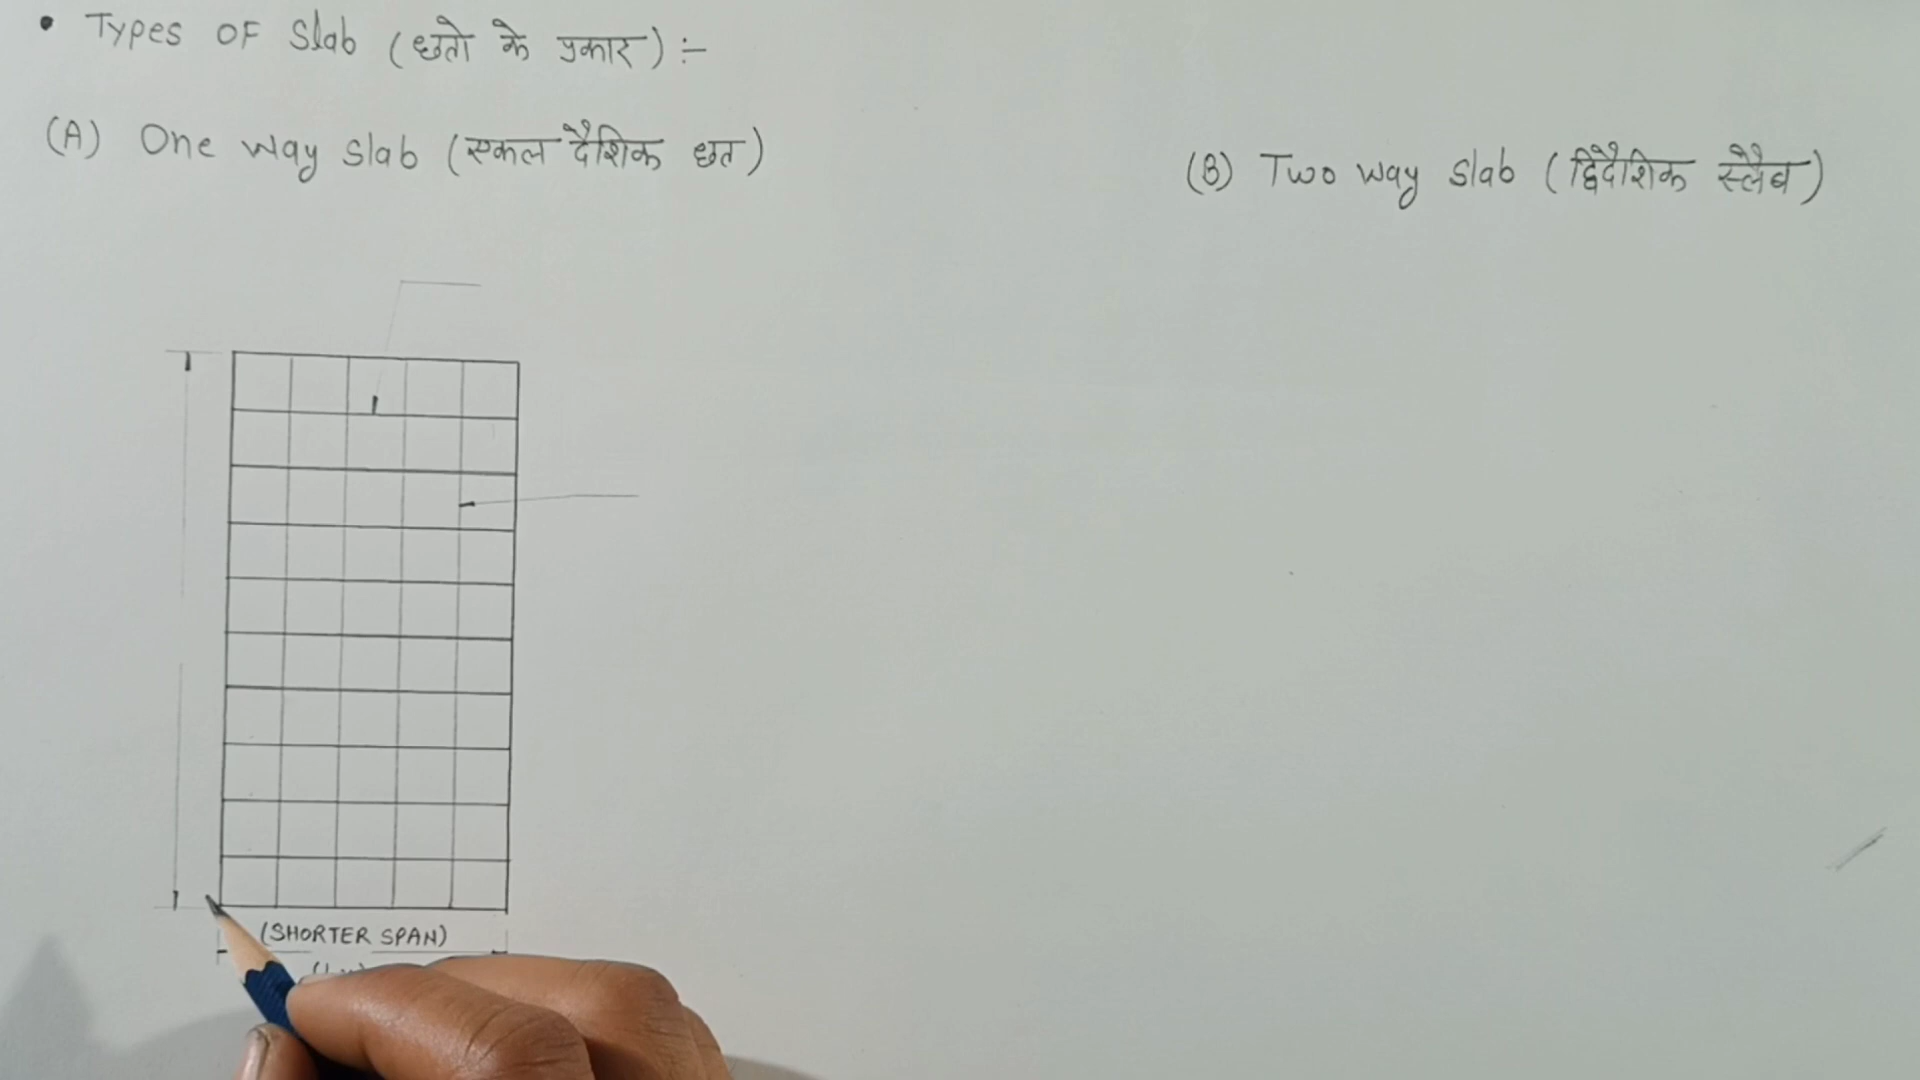 • Types OF Slab (छतो के प्रकार) :-
(A) One way slab (एकल दैशिक छत)
(B) Two way slab (द्विदैशिक स्लैब)
(SHORTER SPAN)